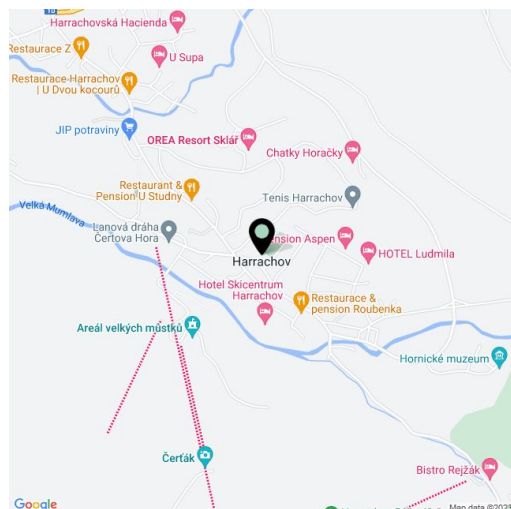 10
Harrachovská Hacienda
Restaurace Z
U Supa
Restaurace-Harrachov
| U Dvou kocourů
JIP potraviny
OREA Resort Sklář
Chatky Horačky
Restaurant &
Pension U Studny
Tenis Harrachov
Velká Mumlava
Lanová dráha
Čertova Hora
Pension Aspen
HOTEL Ludmila
Harrachov
Hotel Skicentrum
Harrachov
Restaurace &
pension Roubenka
Areál velkých můstků
Hornické muzeum
Čerťák
Bistro Rejžák
Google
Map data ©202